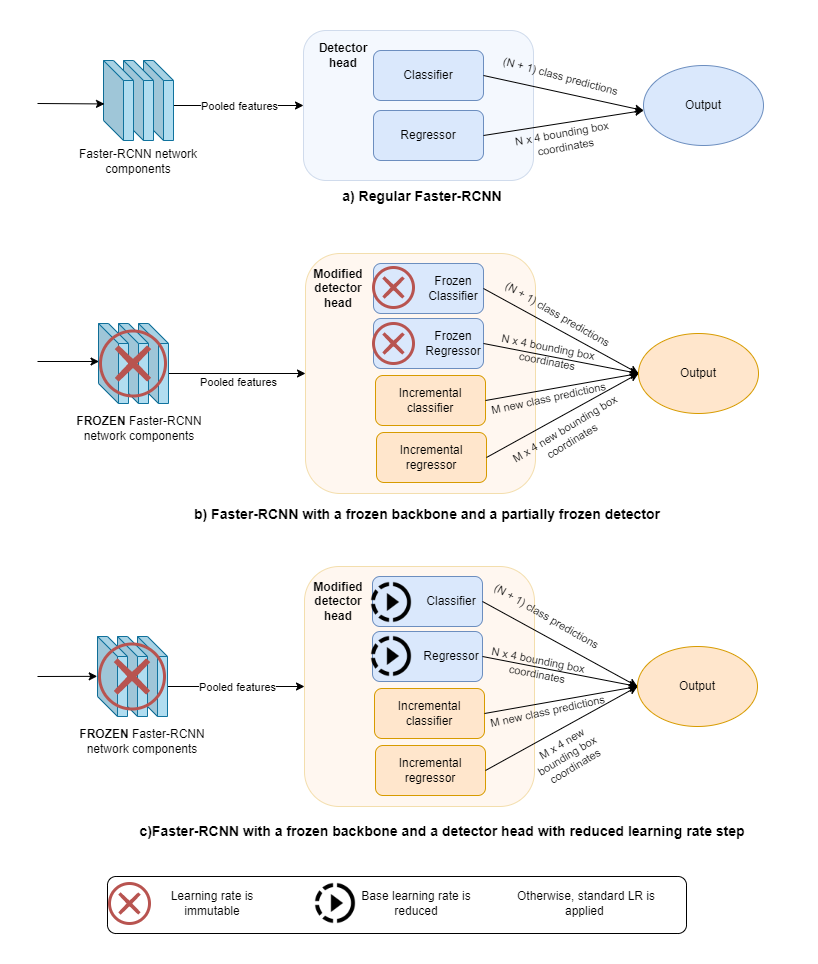 Detector
head
Classifier
Regressor
(N + 1) class predictions
N x 4 bounding box
coordinates
Output
Pooled features
Faster-RCNN network
components
a) Regular Faster-RCNN
Modified
detector
head
Frozen
Classifier
Frozen
Regressor
Incremental
classifier
Incremental
regressor
(N + 1) class predictions
N x 4 bounding box
coordinates
M new class predictions
M x 4 new bounding box
coordinates
Output
Pooled features
FROZEN Faster-RCNN
network components
b) Faster-RCNN with a frozen backbone and a partially frozen detector
Modified
detector
head
Classifier
Regressor
Incremental
classifier
Incremental
regressor
(N + 1) class predictions
N x 4 bounding box
coordinates
M new class predictions
M x 4 new
bounding box
coordinates
Output
Pooled features
FROZEN Faster-RCNN
network components
c)Faster-RCNN with a frozen backbone and a detector head with reduced learning rate step
Learning rate is
immutable
Base learning rate is
reduced
Otherwise, standard LR is
applied